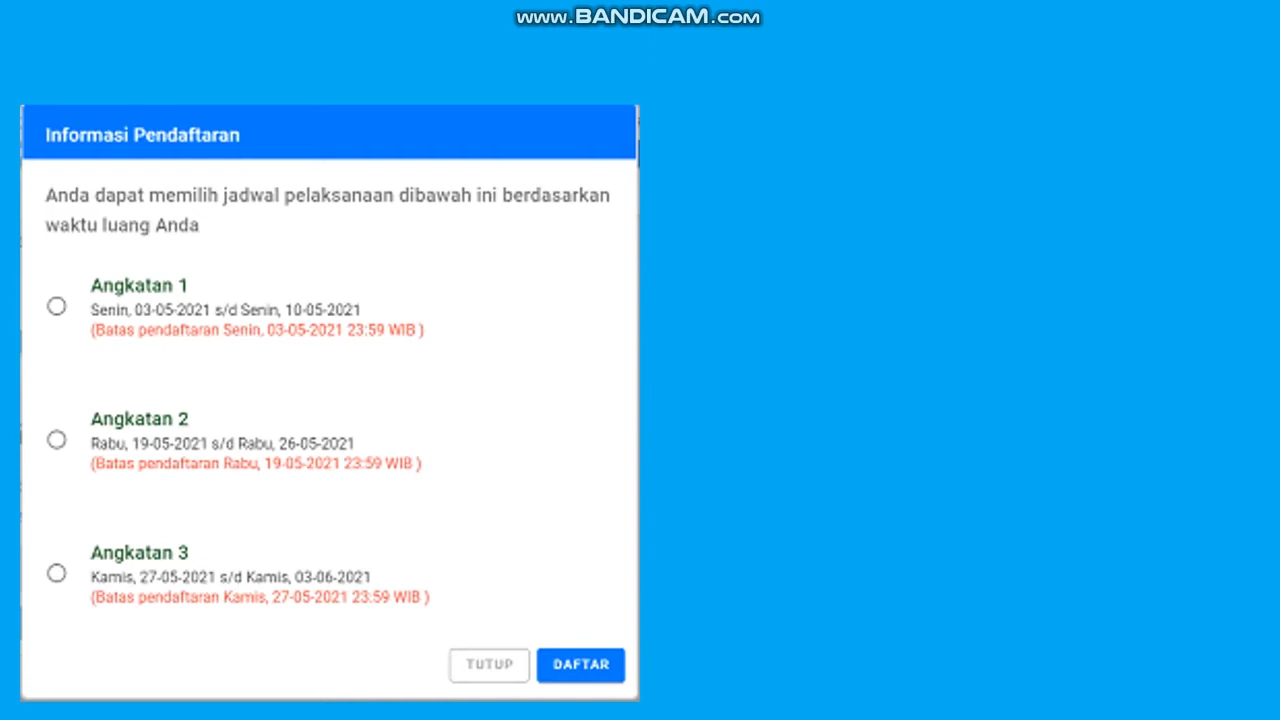 www.BANDICAM.com
Informasi Pendaftaran
Anda dapat memilih jadwal pelaksanaan dibawah ini berdasarkan
waktu luang Anda
Angkatan 1
Senin, 03-05-2021 s/d Senin, 10-05-2021
(Batas pendaftaran Senin, 03-05-2021 23:59 WIB )
Angkatan 2
Rabu, 19-05-2021 s/d Rabu, 26-05-2021
(Batas pendaftaran Rabu, 19-05-2021 23:59 WIB )
Angkatan 3
Kamis, 27-05-2021 s/d Kamis, 03-06-2021
(Batas pendaftaran Kamis, 27-05-2021 23:59 WIB )
TUTUP DAFTAR